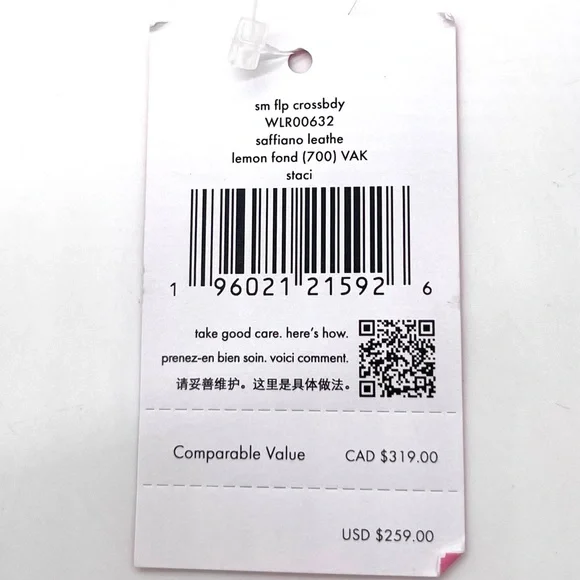 sm flp crossbdy
WLR00632
saffiano leathe
lemon fond (700) VAK
staci
1 96021 21592 6
take good care. here's how.
prenez-en bien soin. voici comment.
请妥善维护。这里是具体做法。
Comparable Value CAD $319.00
USD $259.00